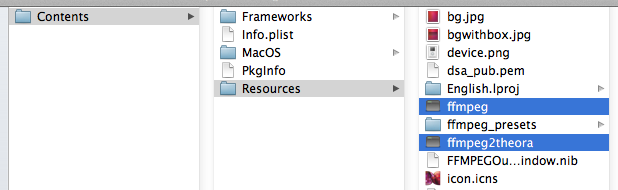 Contents
Frameworks
Info.plist
MacOS
PkgInfo
Resources
bg.jpg
bgwithbox.jpg
device.png
dsa_pub.pem
English.lproj
ffmpeg
ffmpeg_presets
ffmpeg2theora
FFMPEGOu...indow.nib
icon.icns